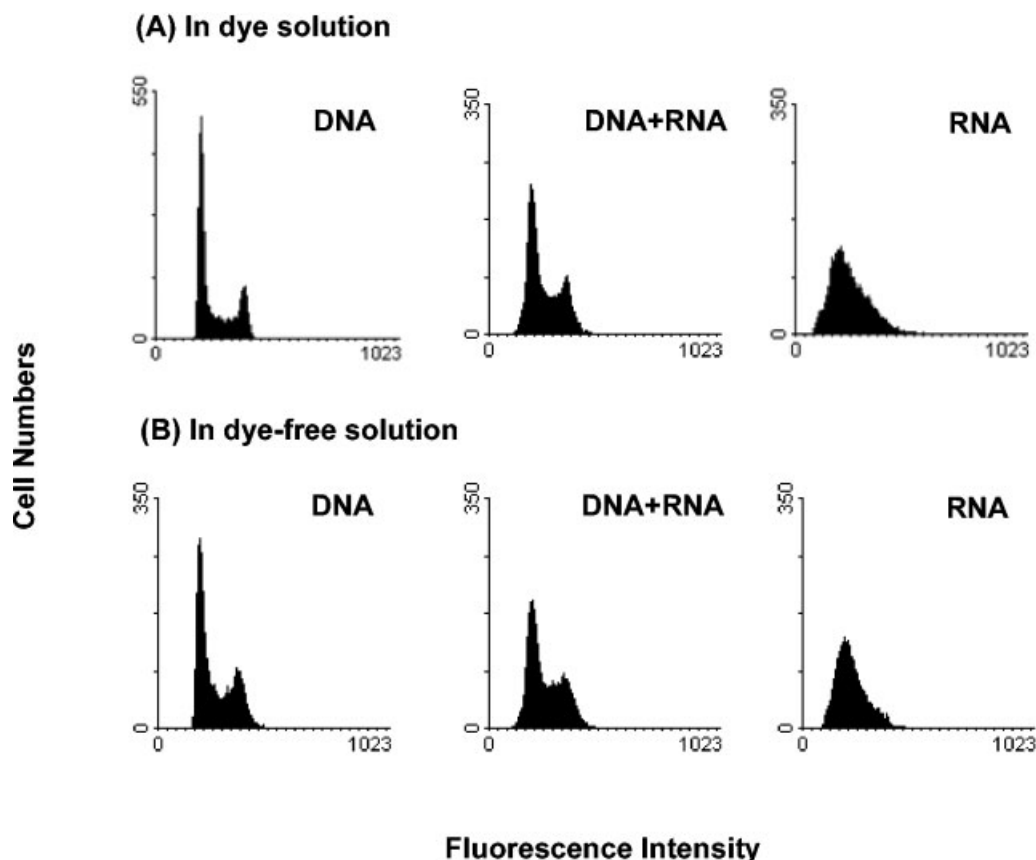 (A) In dye solution
550
DNA
0
0
1023
350
DNA+RNA
0
0
1023
350
RNA
0
0
1023
Cell Numbers
(B) In dye-free solution
350
DNA
0
0
1023
350
DNA+RNA
0
0
1023
350
RNA
0
0
1023
Fluorescence Intensity